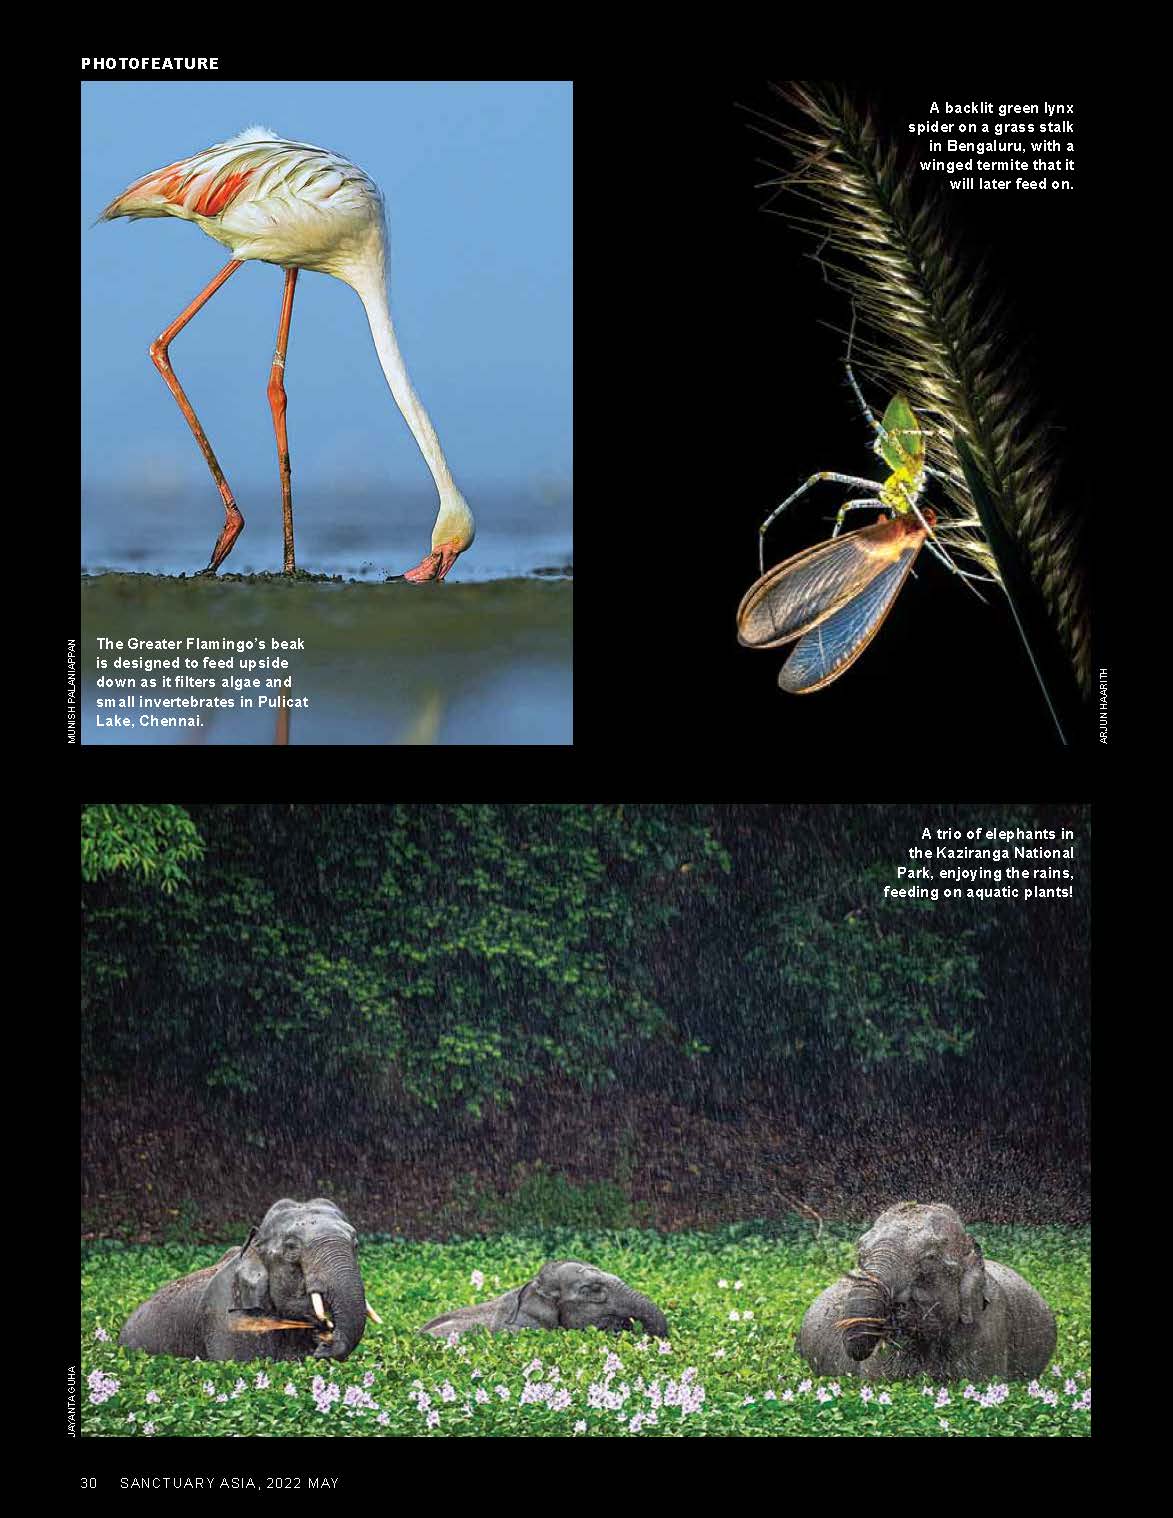 PHOTOFEATURE
A backlit green lynx
spider on a grass stalk
in Bengaluru, with a
winged termite that it
will later feed on.
The Greater Flamingo's beak
is designed to feed upside
down as it filters algae and
small invertebrates in Pulicat
Lake, Chennai.
MUNISH PALANIAPPAN
ARJUN HAARITH
A trio of elephants in
the Kaziranga National
Park, enjoying the rains,
feeding on aquatic plants!
JAYANTA GUHA
30 SANCTUARY ASIA, 2022 MAY